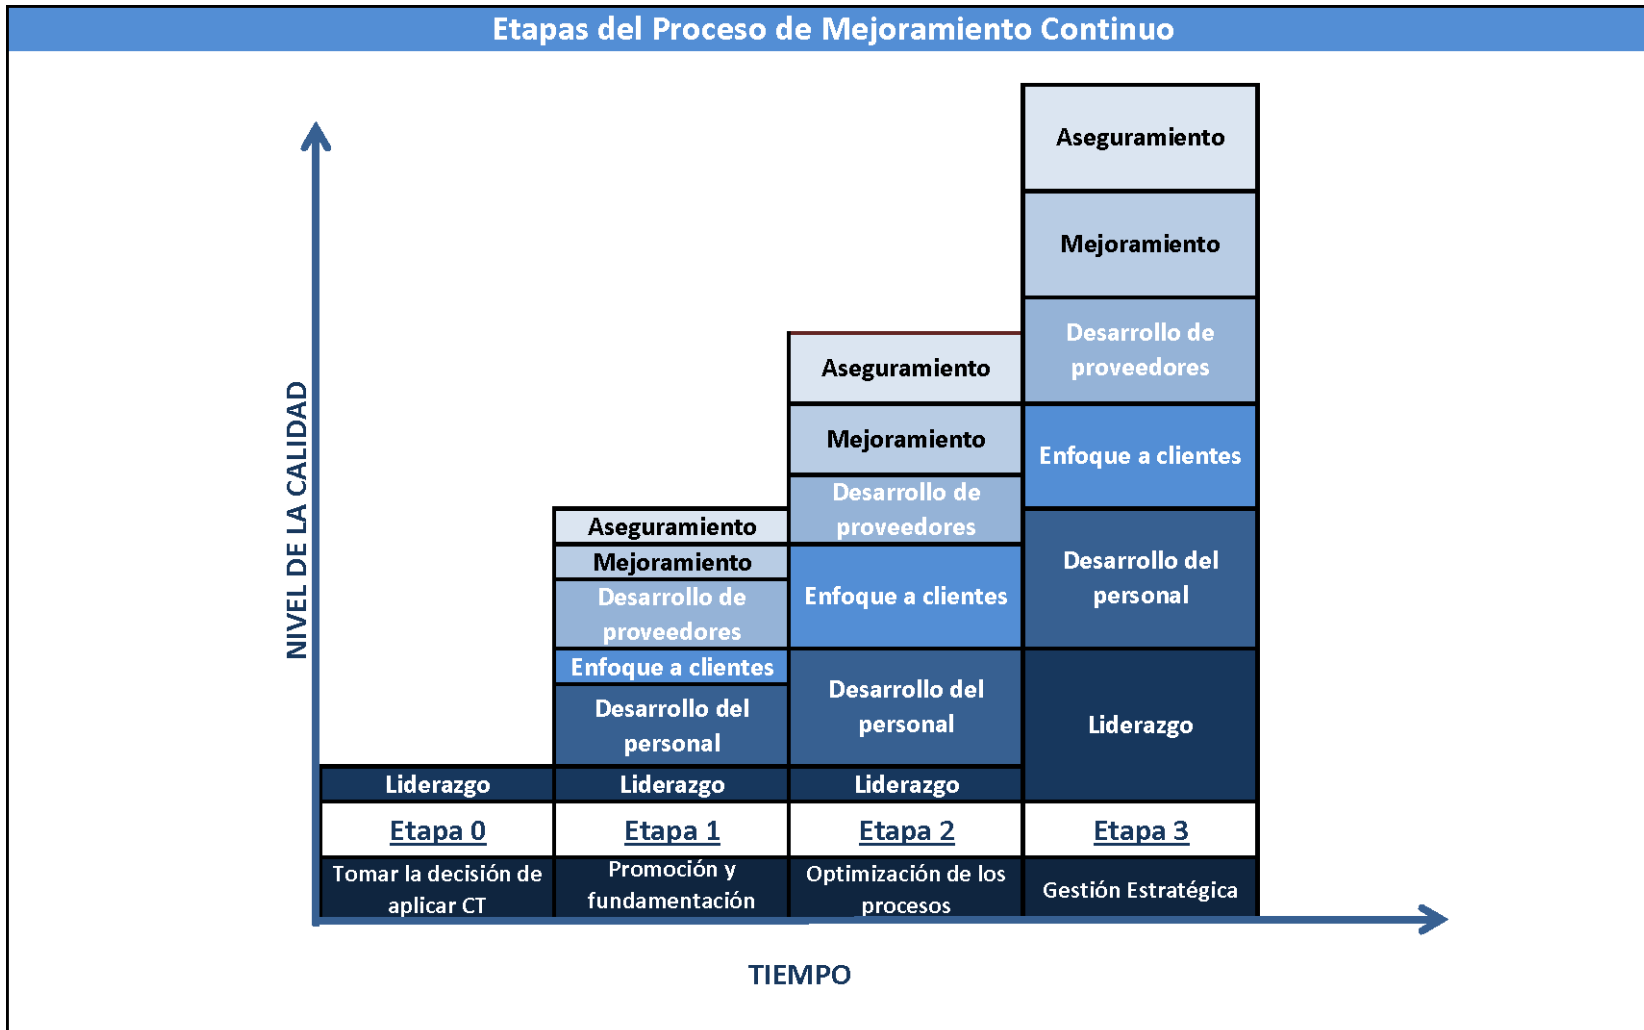 Etapas del Proceso de Mejoramiento Continuo
NIVEL DE LA CALIDAD
Liderazgo
Etapa 0
Tomar la decisión de
aplicar CT
Aseguramiento
Mejoramiento
Desarrollo de
proveedores
Enfoque a clientes
Desarrollo del
personal
Liderazgo
Etapa 1
Promoción y
fundamentación
Aseguramiento
Mejoramiento
Desarrollo de
proveedores
Enfoque a clientes
Desarrollo del
personal
Liderazgo
Etapa 2
Optimización de los
procesos
Aseguramiento
Mejoramiento
Desarrollo de
proveedores
Enfoque a clientes
Desarrollo del
personal
Liderazgo
Etapa 3
Gestión Estratégica
TIEMPO